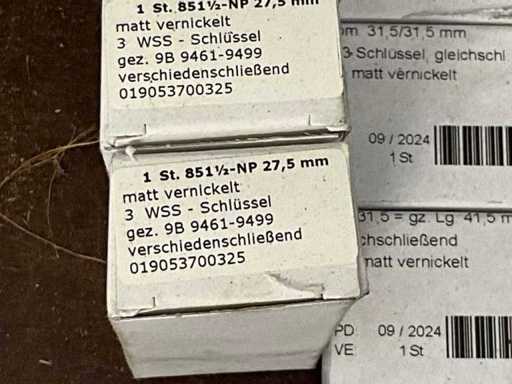 1 St. 851½-NP 27,5 mm
matt vernickelt
3 WSS - Schlüssel
gez. 9B 9461-9499
verschiedenschließend
019053700325
1 St. 851½-NP 27,5 mm
matt vernickelt
3 WSS - Schlüssel
gez. 9B 9461-9499
verschiedenschließend
019053700325
31,5/31,5 mm
3 Schlüssel, gleichschl
matt vernickelt
09 / 2024
1 St
31,5 = gz. Lg 41,5 m
chschließend
matt vernickelt
PD: 09 / 2024
VE: 1 St